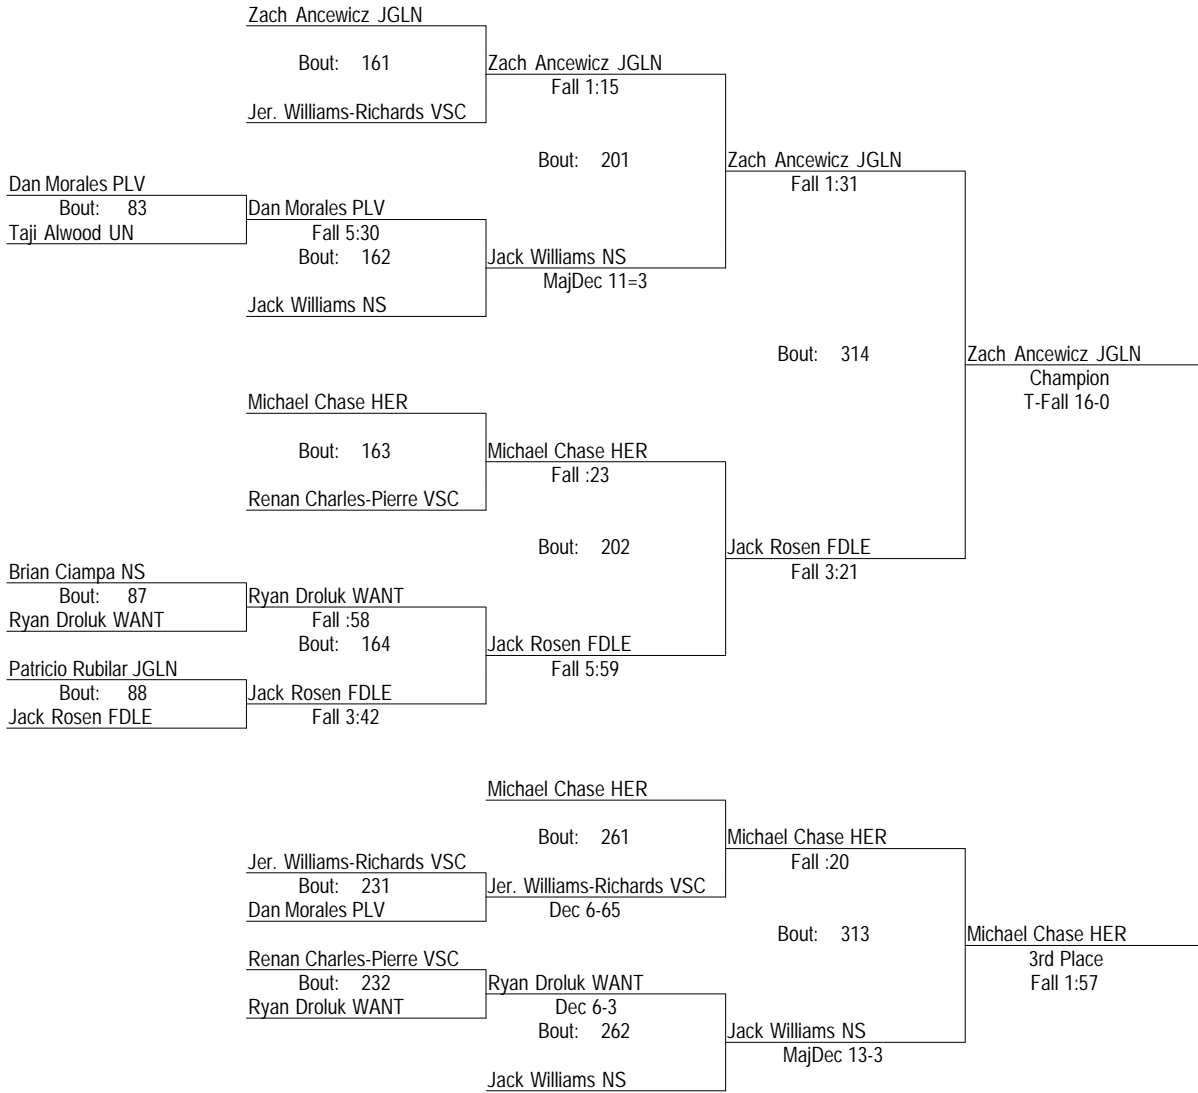 Zach Ancewicz JGLN
Bout: 161
Zach Ancewicz JGLN
Fall 1:15
Jer. Williams-Richards VSC
Bout: 201
Zach Ancewicz JGLN
Fall 1:31
Dan Morales PLV
Bout: 83
Taji Alwood UN
Dan Morales PLV
Fall 5:30
Bout: 162
Jack Williams NS
MajDec 11=3
Jack Williams NS
Bout: 314
Zach Ancewicz JGLN
Champion
T-Fall 16-0
Michael Chase HER
Bout: 163
Michael Chase HER
Fall :23
Renan Charles-Pierre VSC
Bout: 202
Jack Rosen FDLE
Fall 3:21
Brian Ciampa NS
Bout: 87
Ryan Droluk WANT
Ryan Droluk WANT
Fall :58
Bout: 164
Jack Rosen FDLE
Fall 5:59
Patricio Rubilar JGLN
Bout: 88
Jack Rosen FDLE
Jack Rosen FDLE
Fall 3:42
Michael Chase HER
Bout: 261
Michael Chase HER
Fall :20
Jer. Williams-Richards VSC
Bout: 231
Dan Morales PLV
Jer. Williams-Richards VSC
Dec 6-65
Bout: 313
Michael Chase HER
3rd Place
Fall 1:57
Renan Charles-Pierre VSC
Bout: 232
Ryan Droluk WANT
Ryan Droluk WANT
Dec 6-3
Bout: 262
Jack Williams NS
MajDec 13-3
Jack Williams NS